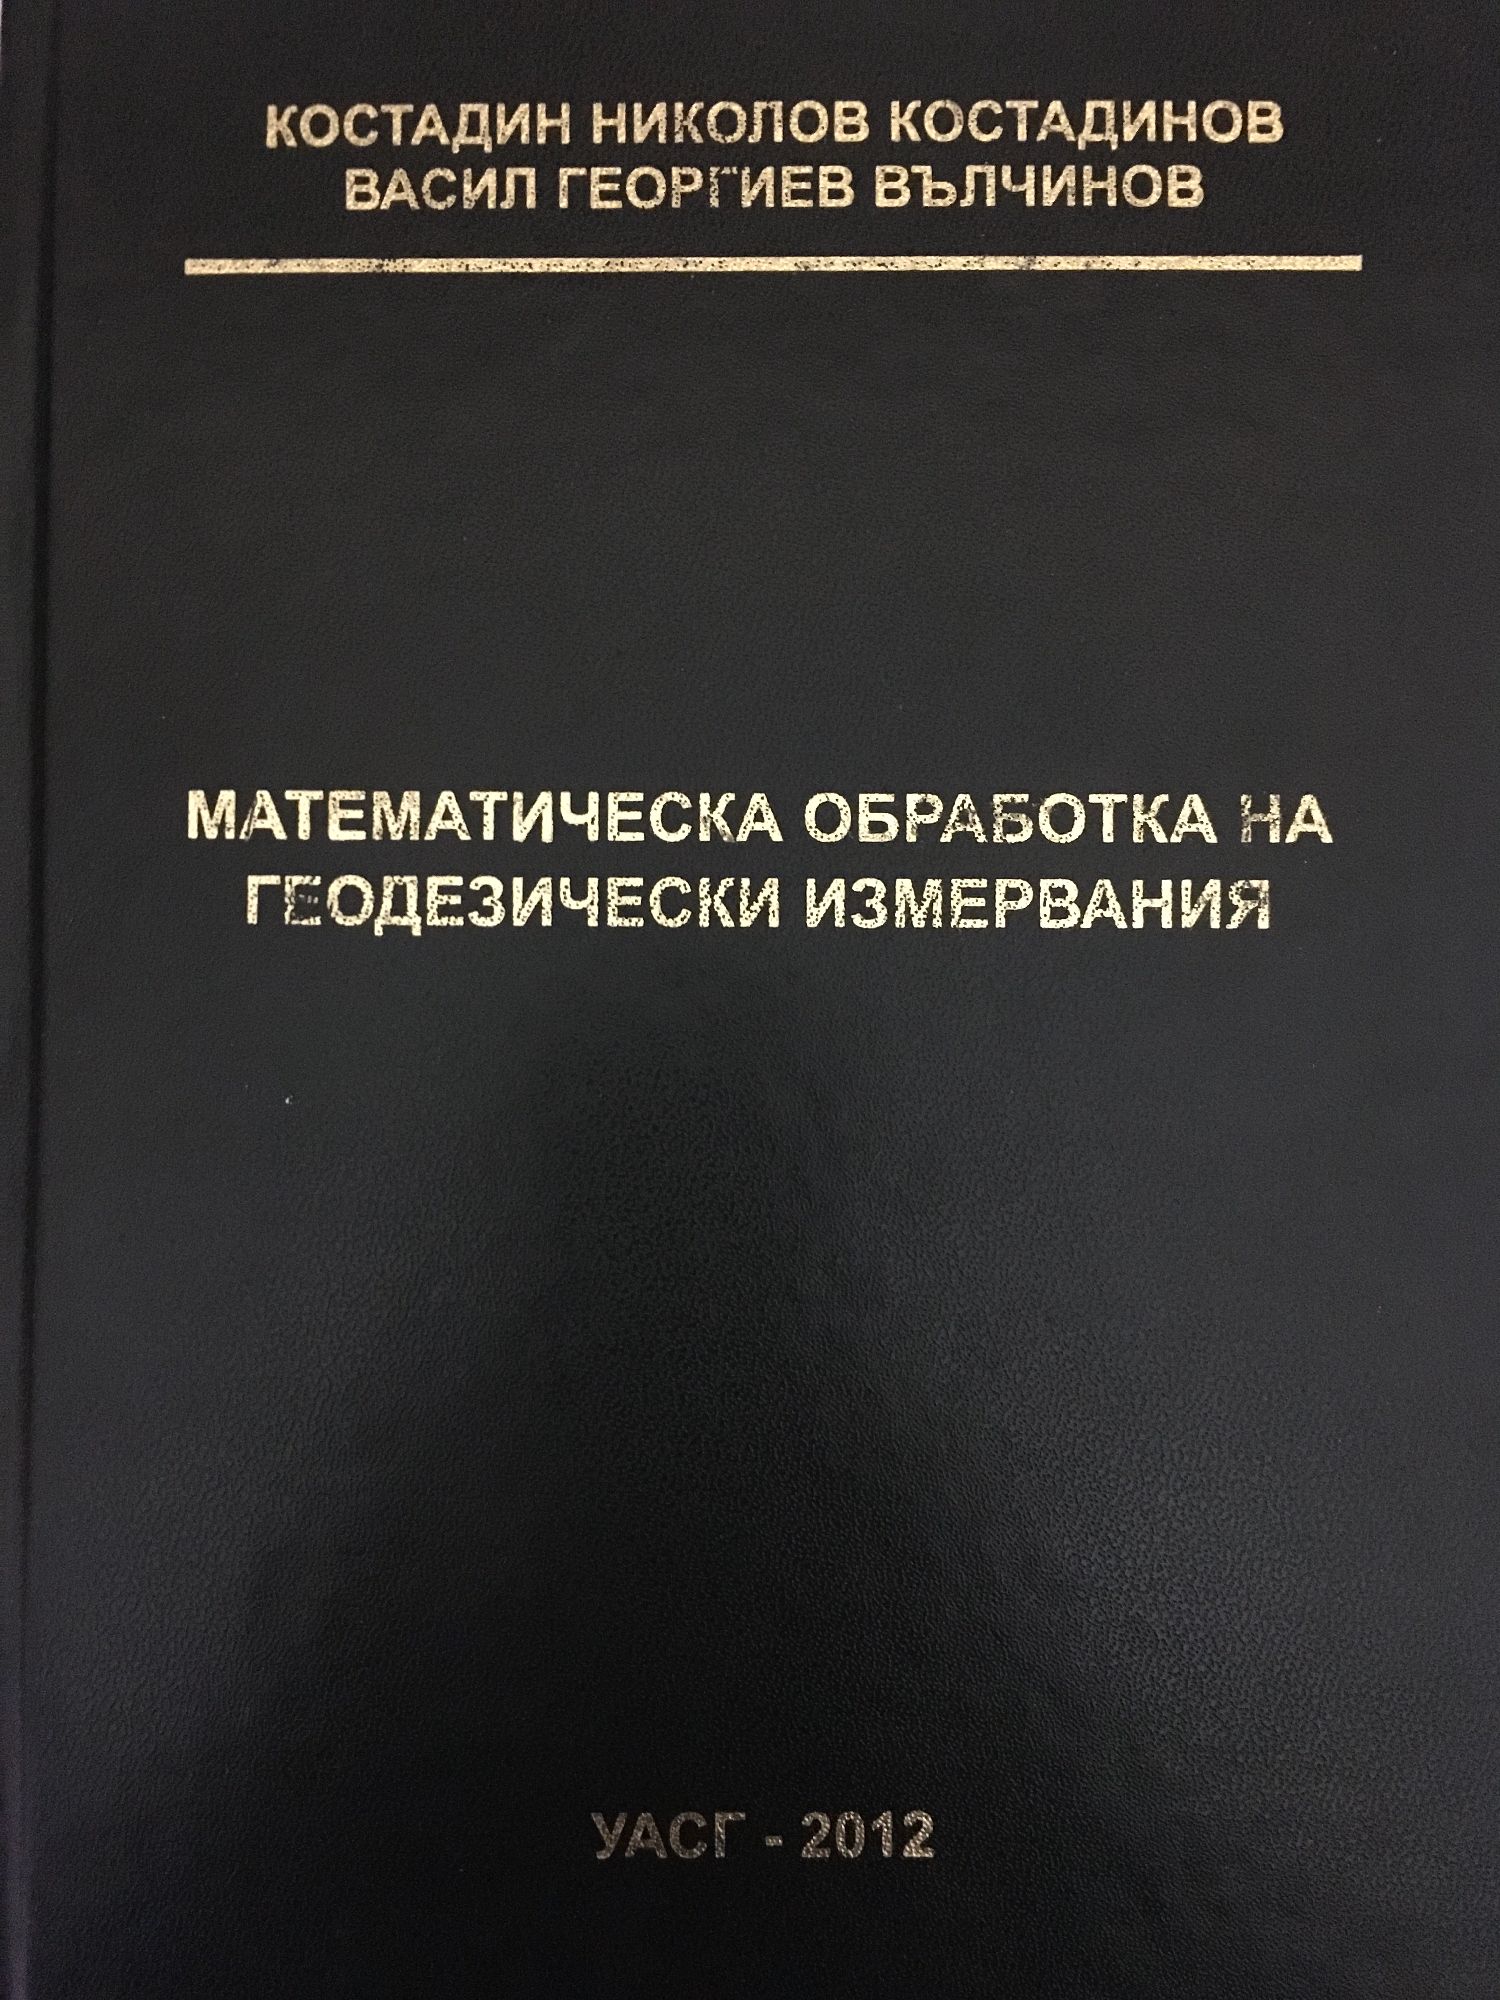 КОСТАДИН НИКОЛОВ КОСТАДИНОВ
ВАСИЛ ГЕОРГИЕВ ВЪЛЧИНОВ
МАТЕМАТИЧЕСКА ОБРАБОТКА НА
ГЕОДЕЗИЧЕСКИ ИЗМЕРВАНИЯ
УАСГ - 2012